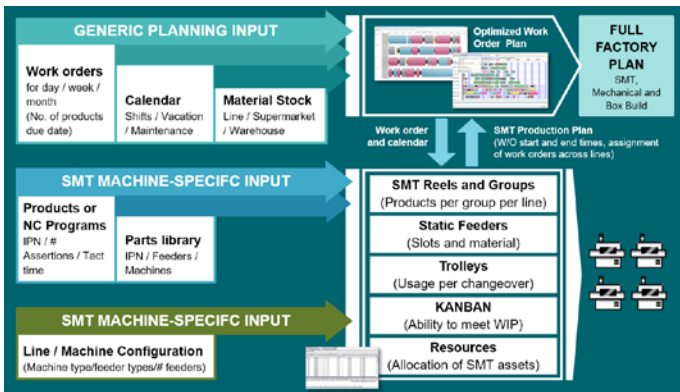 GENERIC PLANNING INPUT
Work orders
for day / week /
month
(No. of products
due date)
Calendar
Shifts / Vacation
/ Maintenance
Material Stock
Line / Supermarket
/ Warehouse
Optimized Work
Order Plan
FULL
FACTORY
PLAN
SMT,
Mechanical and
Box Build
Work order
and calendar
SMT Production Plan
(W/O start and end times, assignment
of work orders across lines)
SMT MACHINE-SPECIFC INPUT
Products or
NC Programs
IPN / #
Assertions / Tact
time
Parts library
IPN / Feeders /
Machines
SMT Reels and Groups
(Products per group per line)
Static Feeders
(Slots and material)
Trolleys
(Usage per changeover)
KANBAN
(Ability to meet WIP)
Resources
(Allocation of SMT assets)
SMT MACHINE-SPECIFC INPUT
Line / Machine Configuration
(Machine type/feeder types/# feeders)